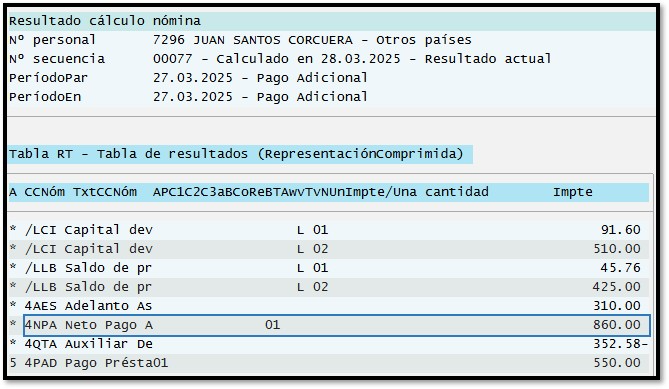 Resultado cálculo nómina
Nº personal 7296 JUAN SANTOS CORCUERA - Otros países
Nº secuencia 00077 - Calculado en 28.03.2025 - Resultado actual
PeríodoPar 27.03.2025 - Pago Adicional
PeríodoEn 27.03.2025 - Pago Adicional
Tabla RT - Tabla de resultados (RepresentaciónComprimida)
A CCNóm TxtCCNóm APC1C2C3aBCoReBTAwvTvNUnImpte/Una cantidad Impte
* /LCI Capital dev L 01 91.60
* /LCI Capital dev L 02 510.00
* /LLB Saldo de pr L 01 45.76
* /LLB Saldo de pr L 02 425.00
* 4AES Adelanto As 310.00
* 4NPA Neto Pago A 01 860.00
* 4QTA Auxiliar De 352.58-
5 4PAD Pago Présta01 550.00